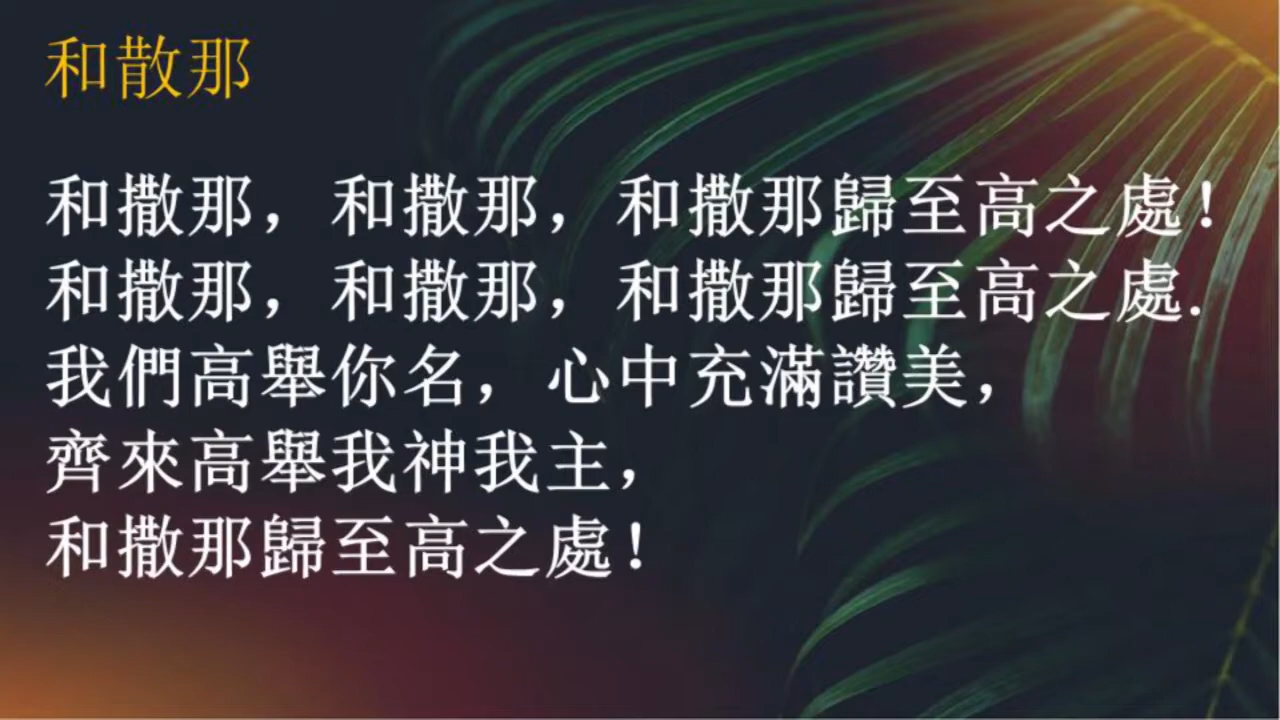 和散那
和撒那，和撒那，和撒那歸至高之處！
和撒那，和撒那，和撒那歸至高之處.
我們高舉你名，心中充滿讚美，
齊來高舉我神我主，
和撒那歸至高之處！